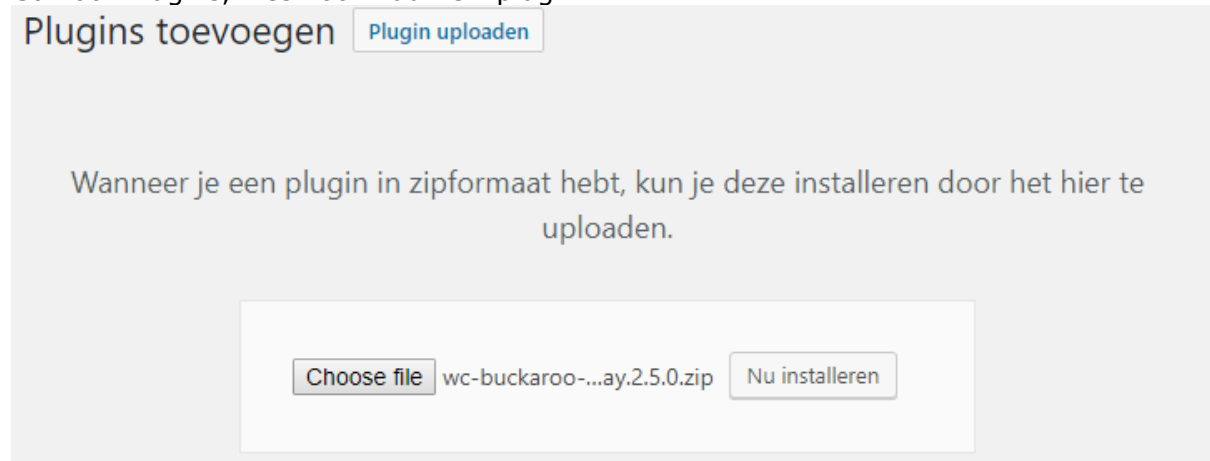 Plugins toevoegen Plugin uploaden
Wanneer je een plugin in zipformaat hebt, kun je deze installeren door het hier te
uploaden.
Choose file wc-buckaroo-...ay.2.5.0.zip Nu installeren